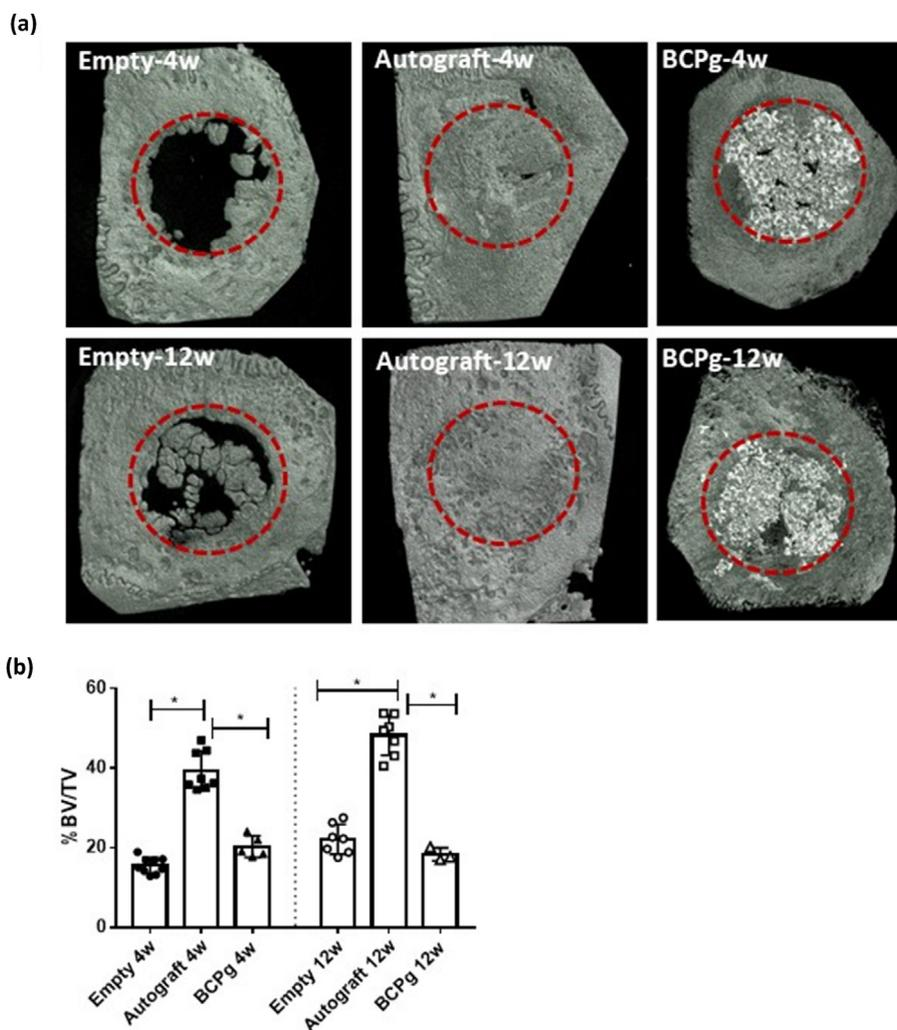 (a)
Empty-4w
Autograft-4w
BCPg-4w
Empty-12w
Autograft-12w
BCPg-12w
(b)
% BV/TV
60
40
20
0
*
*
*
*
Empty 4w
Autograft 4w
BCPg 4w
Empty 12w
Autograft 12w
BCPg 12w